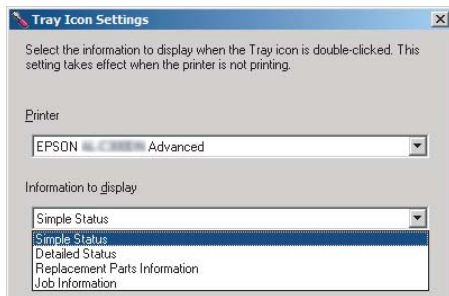 Tray Icon Settings
Select the information to display when the Tray icon is double-clicked. This
setting takes effect when the printer is not printing.
Printer
EPSON Advanced
Information to display
Simple Status
Simple Status
Detailed Status
Replacement Parts Information
Job Information